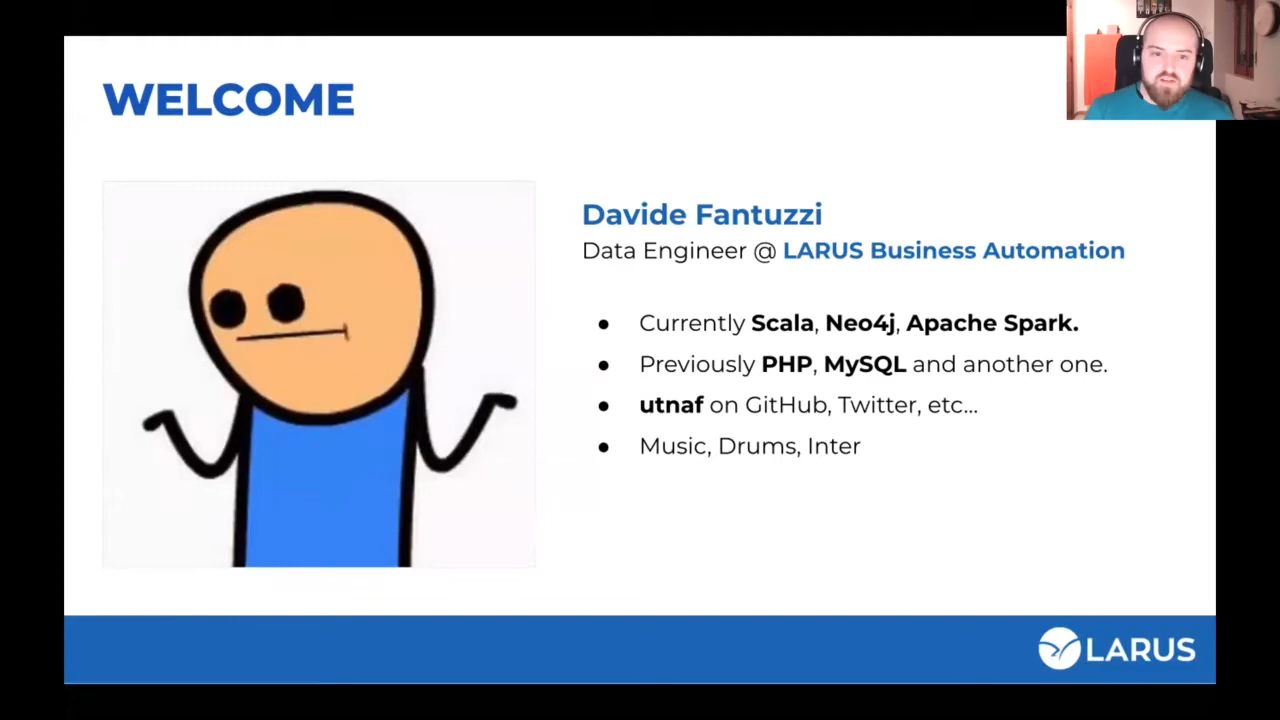 WELCOME
Davide Fantuzzi
Data Engineer @ LARUS Business Automation
● Currently Scala, Neo4j, Apache Spark.
● Previously PHP, MySQL and another one.
● utnaf on GitHub, Twitter, etc...
● Music, Drums, Inter
LARUS